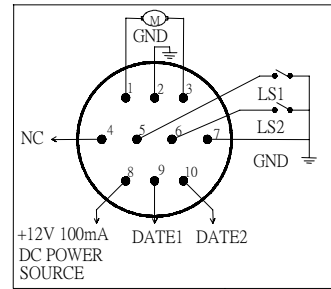 M
GND
1 2 3
LS1
NC 4 5 6 7 LS2
GND
8 9 10
+12V 100mA DATE1 DATE2
DC POWER
SOURCE